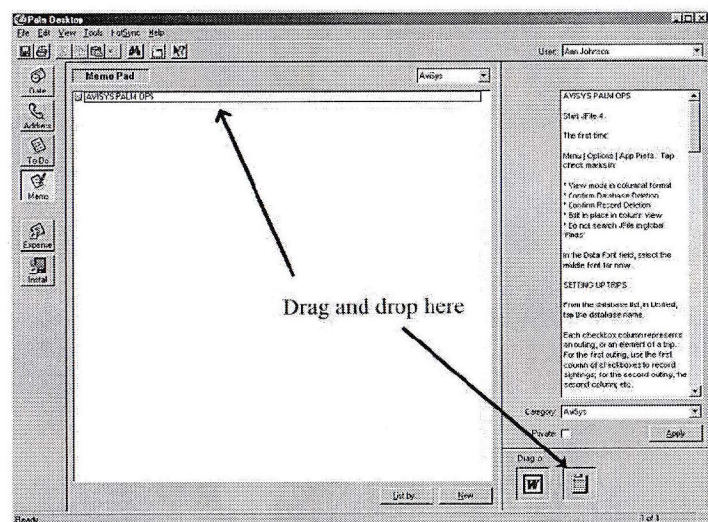 Palm Desktop
File Edit View Tools HotSync Help
User: Ann Johnson
Date
Address
To Do
Memo
Expense
Install
Memo Pad
AviSys
AVISYS PALM OPS
Drag and drop here
List by...
New
AVISYS PALM OPS
Start JFile 4.
The first time:
Menu | Options | App Prefs. Tap
check marks in:
* View mode in columnal format
* Confirm Database Deletion
* Confirm Record Deletion
* Edit in place in column view
* Do not search JFile in global
'Finds'
In the Data Font field, select the
middle font for now.
SETTING UP TRIPS
From the database list, in Unfiled,
tap the database name.
Each checkbox column represents
an outing, or an element of a trip.
For the first outing, use the first
column of checkboxes to record
sightings; for the second outing, the
second column, etc.
Category: AviSys
Private:
Apply
Drag to:
W
Ready
1 of 1